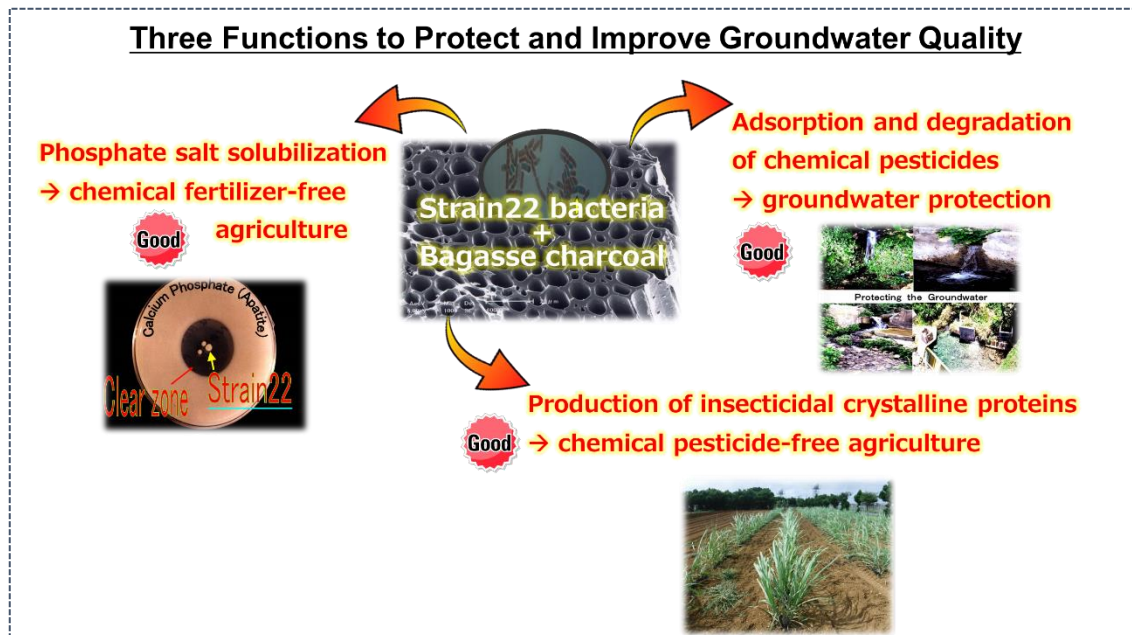 Three Functions to Protect and Improve Groundwater Quality
Phosphate salt solubilization
→ chemical fertilizer-free
agriculture
Good
Calcium Phosphate (Apatite)
Clear zone
Strain22
Strain22 bacteria
+
Bagasse charcoal
Adsorption and degradation
of chemical pesticides
→ groundwater protection
Good
Protecting the Groundwater
Production of insecticidal crystalline proteins
Good
→ chemical pesticide-free agriculture